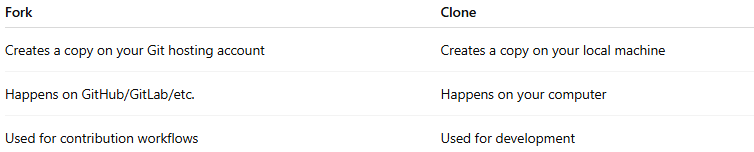 Fork Clone
Creates a copy on your Git hosting account Creates a copy on your local machine
Happens on GitHub/GitLab/etc. Happens on your computer
Used for contribution workflows Used for development